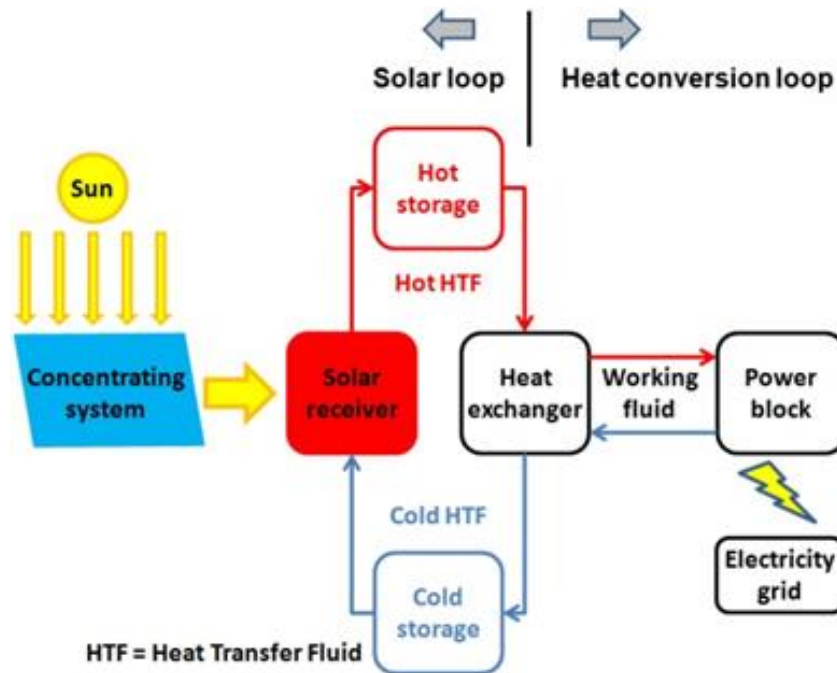 Solar loop
Heat conversion loop
Sun
Hot
storage
Hot HTF
Concentrating
system
Solar
receiver
Heat
exchanger
Working
fluid
Power
block
Cold HTF
Cold
storage
Electricity
grid
HTF = Heat Transfer Fluid